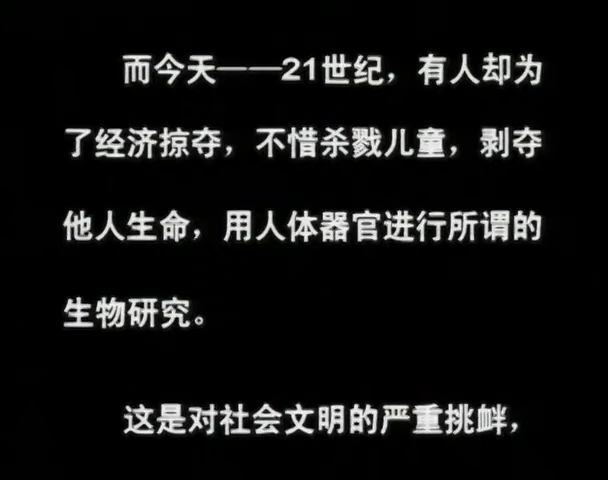 而今天——21世纪，有人却为
了经济掠夺，不惜杀戮儿童，剥夺
他人生命，用人体器官进行所谓的
生物研究。
这是对社会文明的严重挑衅，